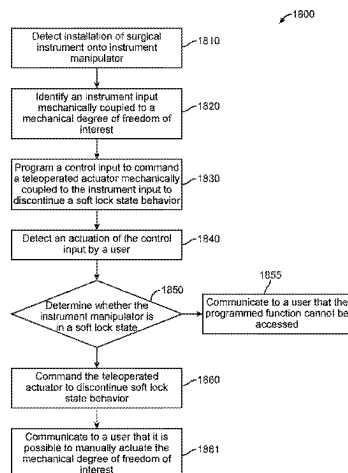 1800
Detect installation of surgical
instrument onto instrument
manipulator
1810
Identify an instrument input
mechanically coupled to a
mechanical degree of freedom of
interest
1820
Program a control input to command
a teleoperated actuator mechanically
coupled to the instrument input to
discontinue a soft lock state behavior
1830
Detect an actuation of the control
input by a user
1840
1850
Determine whether the
instrument manipulator is
in a soft lock state
1855
Communicate to a user that the
programmed function cannot be
accessed
Command the teleoperated
actuator to discontinue soft lock
state behavior
1860
Communicate to a user that it is
possible to manually actuate the
mechanical degree of freedom of
interest
1861